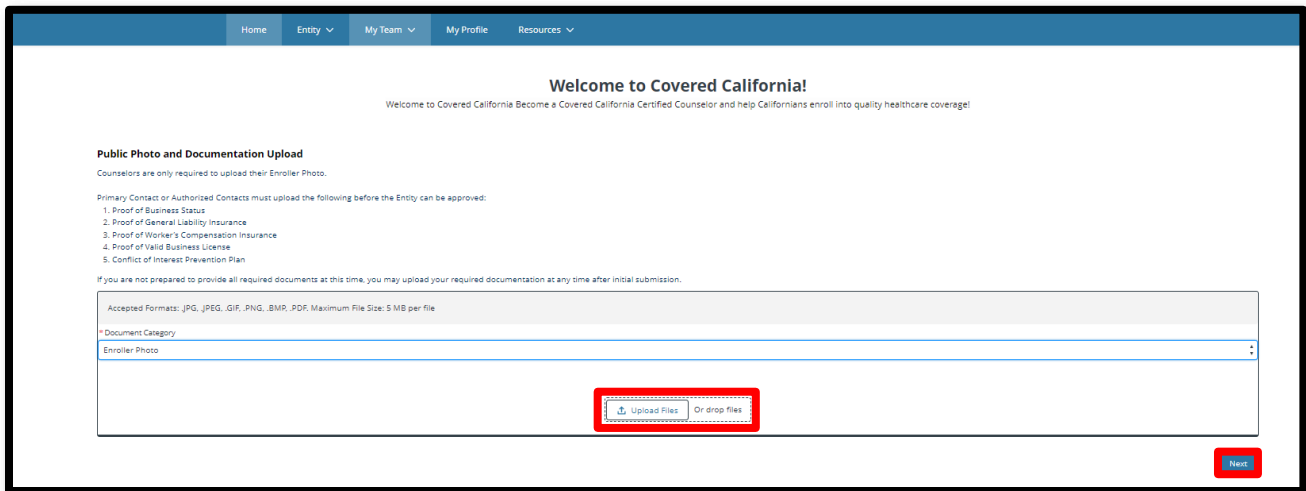 Home Entity My Team My Profile Resources
Welcome to Covered California!
Welcome to Covered California Become a Covered California Certified Counselor and help Californians enroll into quality healthcare coverage!
Public Photo and Documentation Upload
Counselors are only required to upload their Enroller Photo.
Primary Contact or Authorized Contacts must upload the following before the Entity can be approved:
1. Proof of Business Status
2. Proof of General Liability Insurance
3. Proof of Worker's Compensation Insurance
4. Proof of Valid Business License
5. Conflict of Interest Prevention Plan
If you are not prepared to provide all required documents at this time, you may upload your required documentation at any time after initial submission.
Accepted Formats: .JPG, .JPEG, .GIF, .PNG, .BMP, .PDF. Maximum File Size: 5 MB per file
* Document Category
Enroller Photo
Upload Files Or drop files
Next